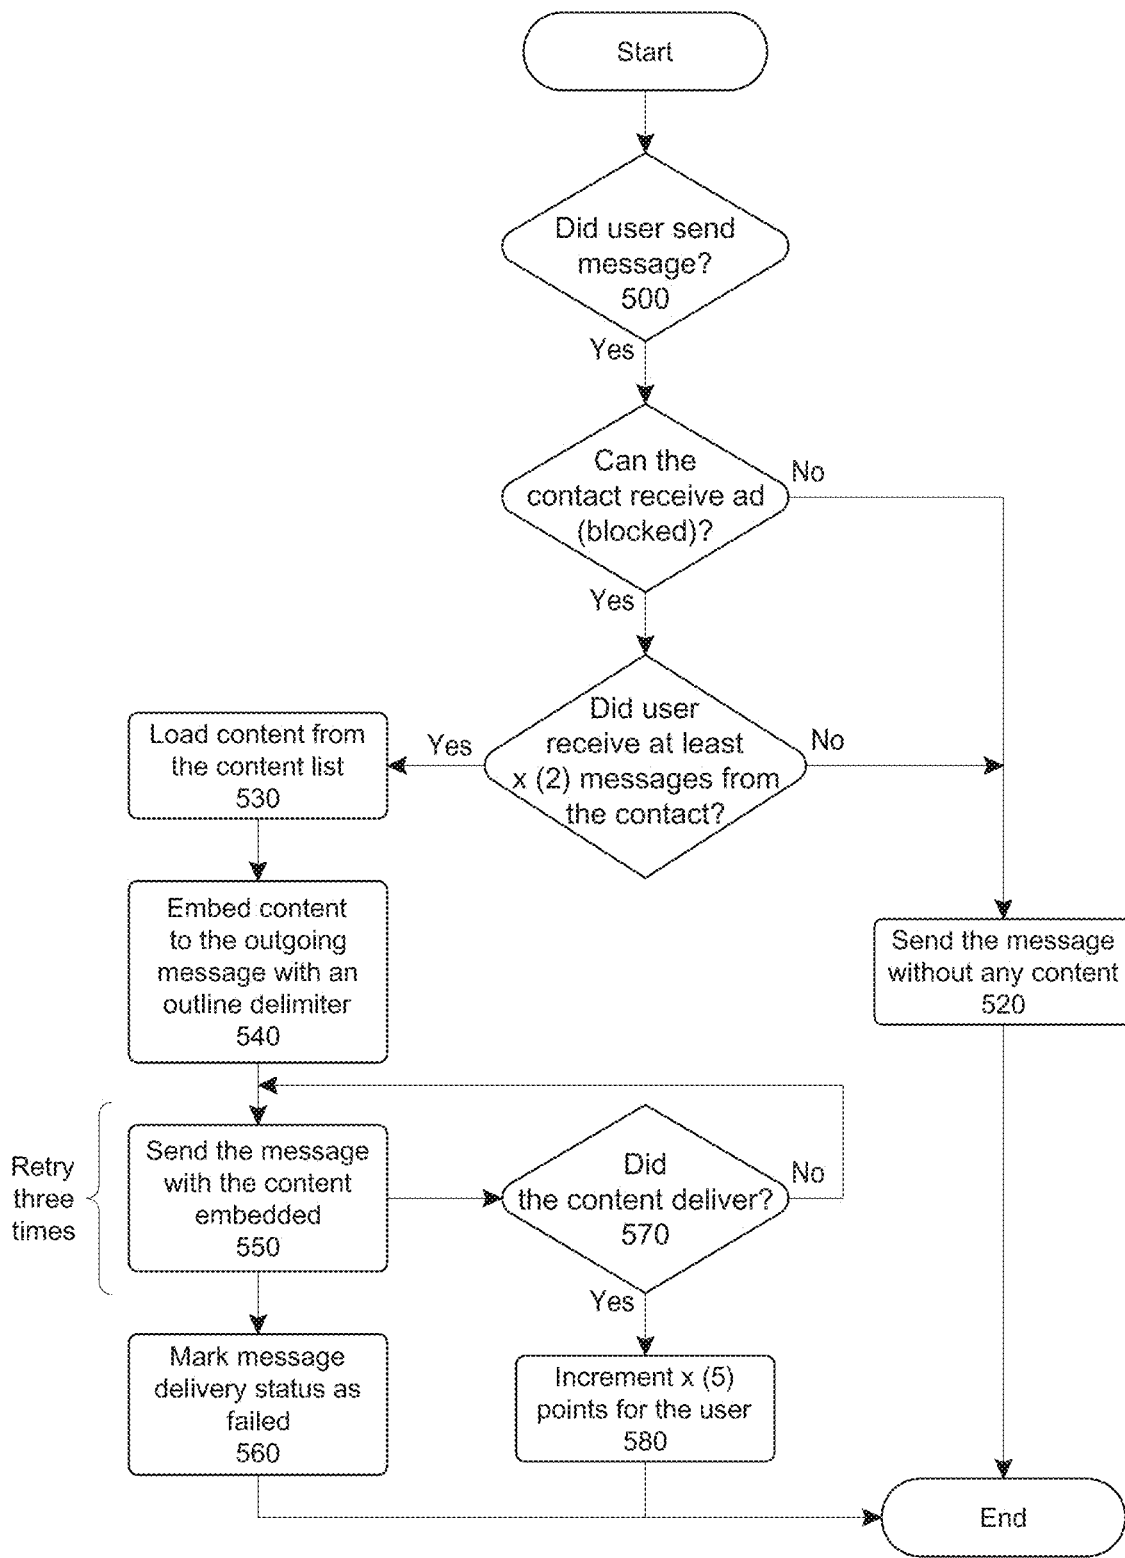 Start
Did user send
message?
500
Yes
Can the
contact receive ad
(blocked)?
No
Yes
Did user
receive at least
x (2) messages from
the contact?
Yes
No
Load content from
the content list
530
Embed content
to the outgoing
message with an
outline delimiter
540
Send the message
without any content
520
Retry
three
times
Send the message
with the content
embedded
550
Did
the content deliver?
570
No
Yes
Mark message
delivery status as
failed
560
Increment x (5)
points for the user
580
End